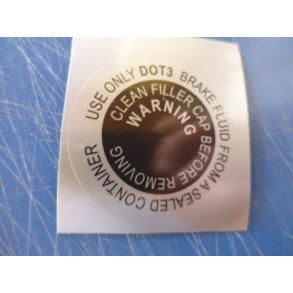 USE ONLY DOT3 BRAKE FLUID FROM A SEALED CONTAINER
CLEAN FILLER CAP BEFORE REMOVING
WARNING